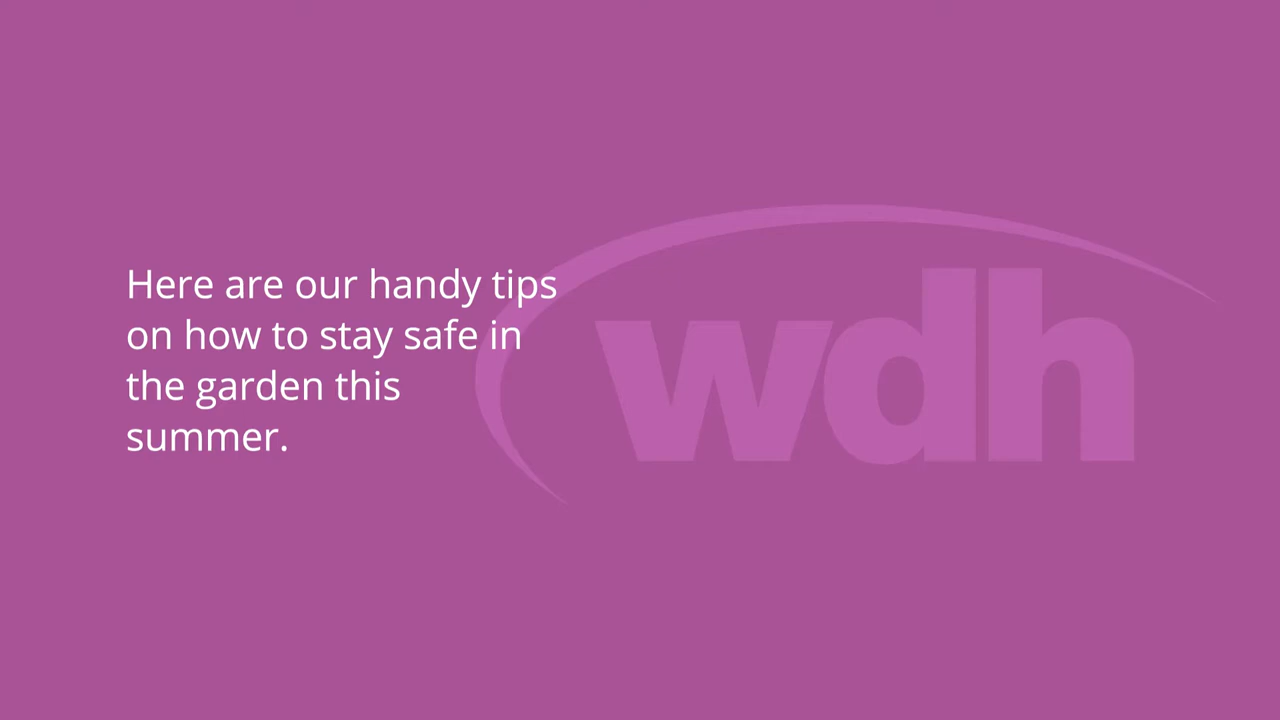 Here are our handy tips
on how to stay safe in
the garden this
summer.
wdh